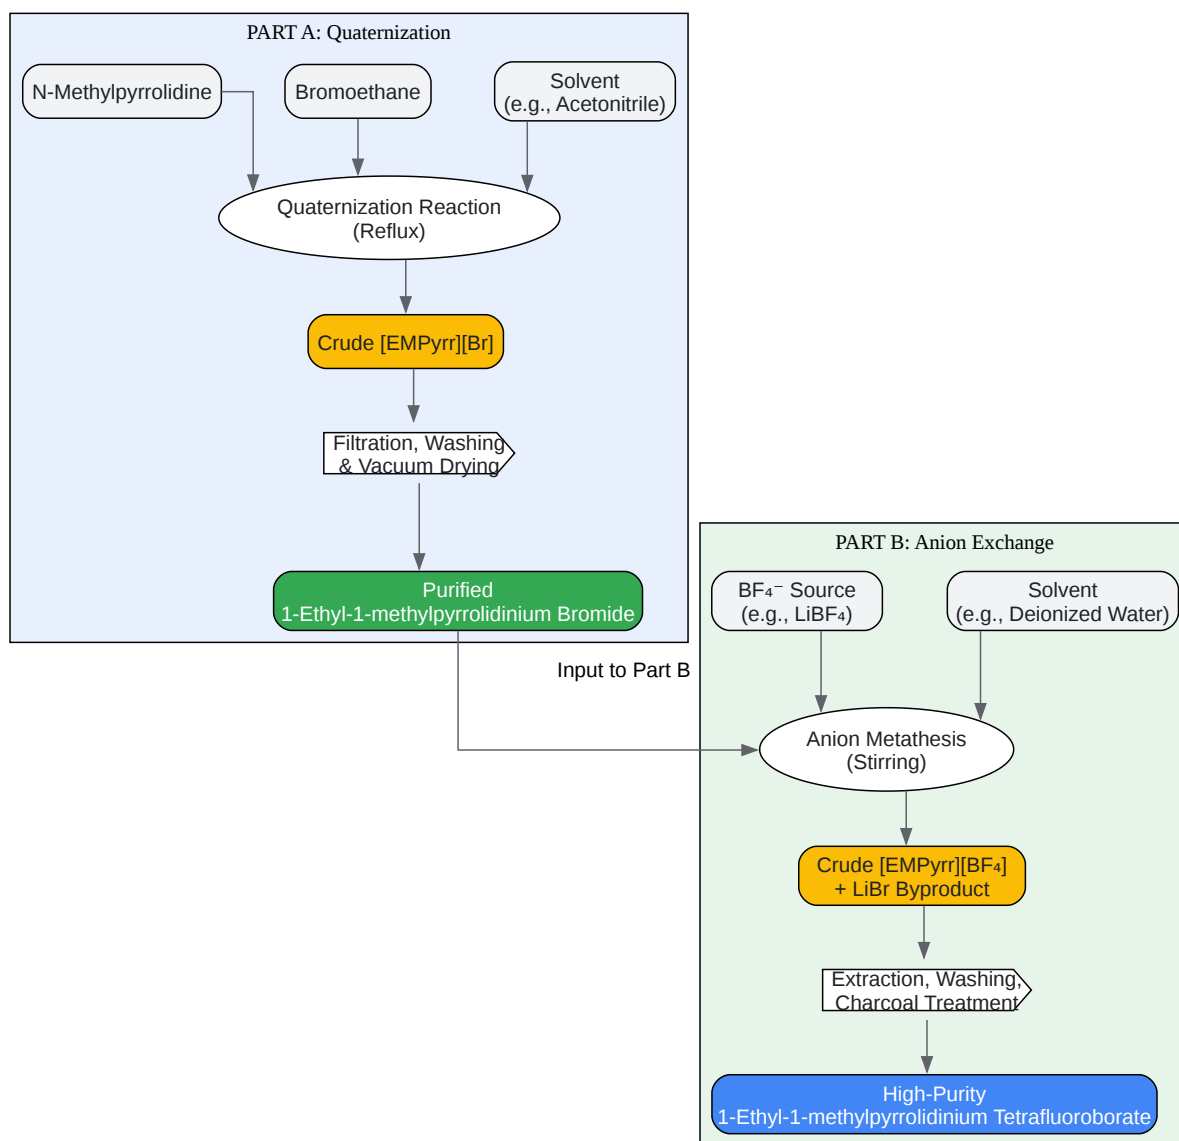 PART A: Quaternization
N-Methylpyrrolidine
Bromoethane
Solvent
(e.g., Acetonitrile)
Quaternization Reaction
(Reflux)
Crude [EMPyrr][Br]
Filtration, Washing
& Vacuum Drying
Purified
1-Ethyl-1-methylpyrrolidinium Bromide
Input to Part B
PART B: Anion Exchange
BF₄⁻ Source
(e.g., LiBF₄)
Solvent
(e.g., Deionized Water)
Anion Metathesis
(Stirring)
Crude [EMPyrr][BF₄]
+ LiBr Byproduct
Extraction, Washing,
Charcoal Treatment
High-Purity
1-Ethyl-1-methylpyrrolidinium Tetrafluoroborate